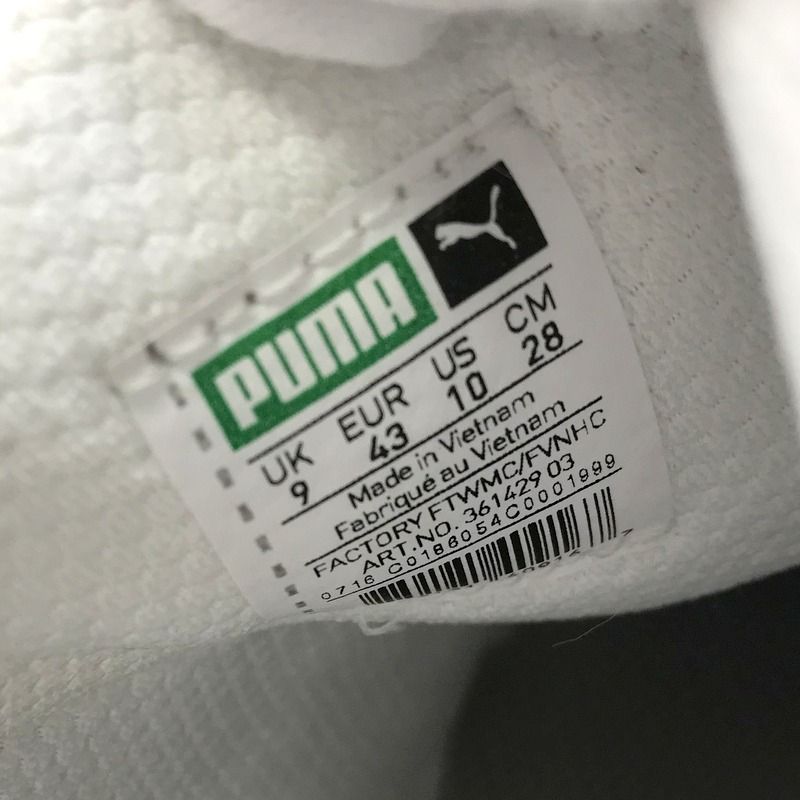 PUMA
UK EUR US CM
9 43 10 28
Made in Vietnam
Fabriqué au Vietnam
FACTORY FTWMC/FVNHC
ART.NO. 361429 03
0716 C0186054C0001999